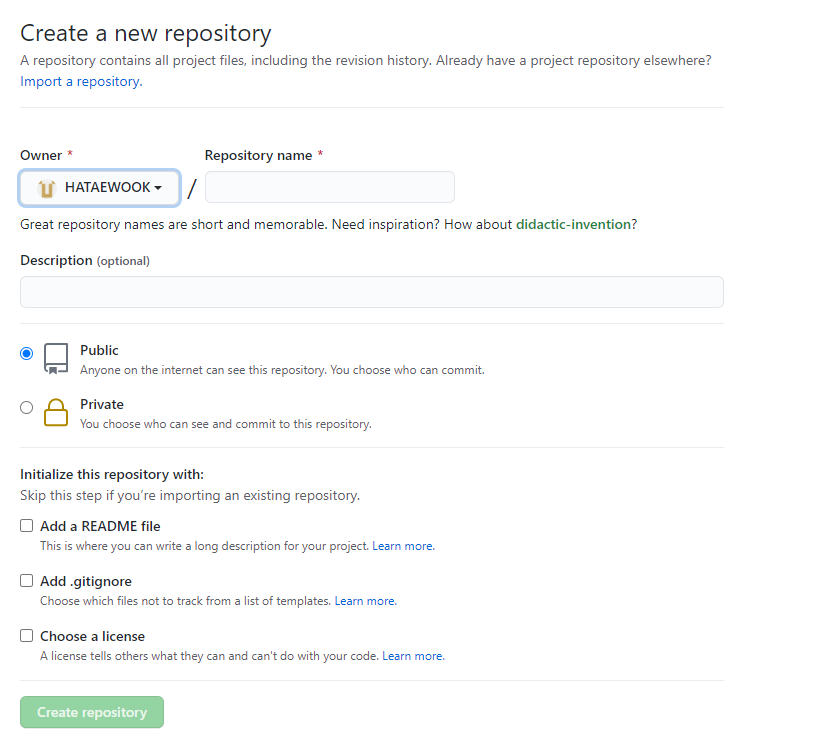 Create a new repository
A repository contains all project files, including the revision history. Already have a project repository elsewhere?
Import a repository.
Owner * Repository name *
HATAEWOOK /
Great repository names are short and memorable. Need inspiration? How about didactic-invention?
Description (optional)
Public
Anyone on the internet can see this repository. You choose who can commit.
Private
You choose who can see and commit to this repository.
Initialize this repository with:
Skip this step if you’re importing an existing repository.
Add a README file
This is where you can write a long description for your project. Learn more.
Add .gitignore
Choose which files not to track from a list of templates. Learn more.
Choose a license
A license tells others what they can and can't do with your code. Learn more.
Create repository